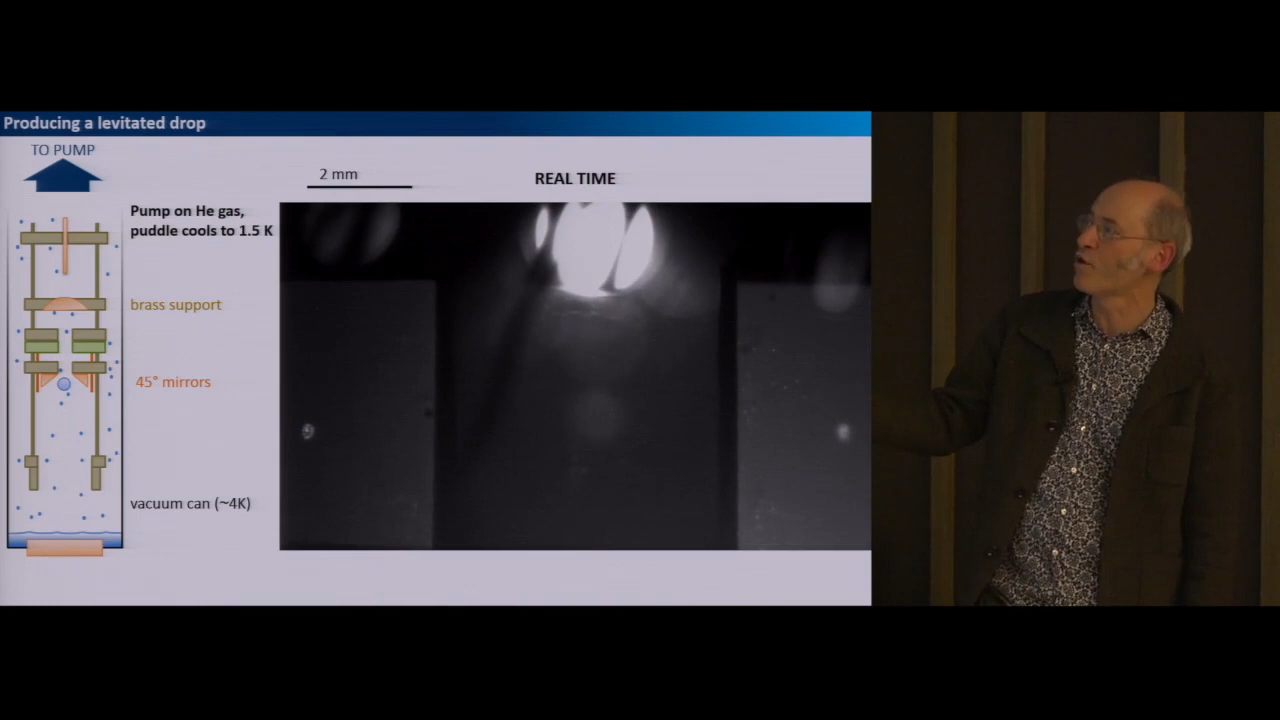 Producing a levitated drop
TO PUMP
2 mm
REAL TIME
Pump on He gas,
puddle cools to 1.5 K
brass support
45° mirrors
vacuum can (~4K)